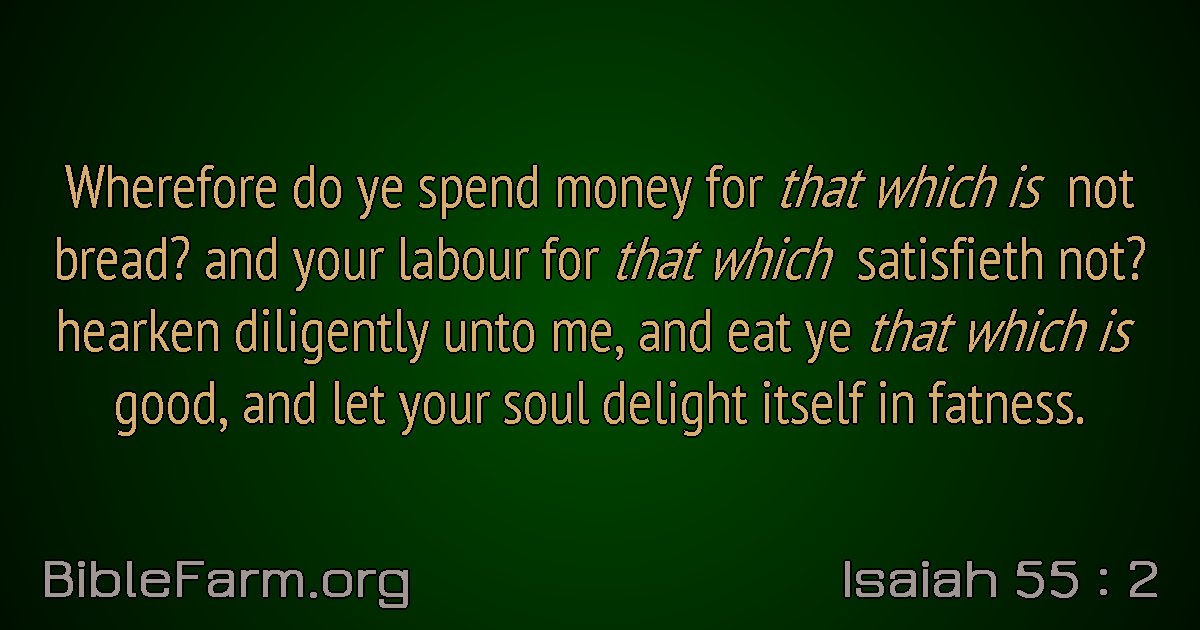 Wherefore do ye spend money for that which is not
bread? and your labour for that which satisfieth not?
hearken diligently unto me, and eat ye that which is
good, and let your soul delight itself in fatness.
BibleFarm.org
Isaiah 55 : 2